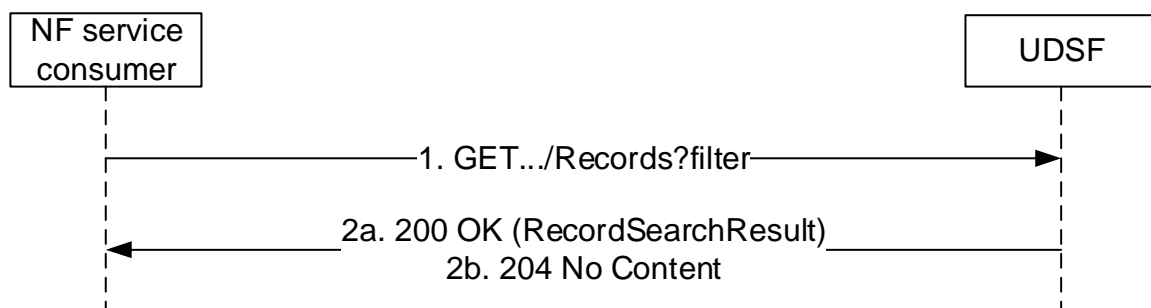 NF service
consumer
UDSF
1. GET.../Records?filter
2a. 200 OK (RecordSearchResult)
2b. 204 No Content